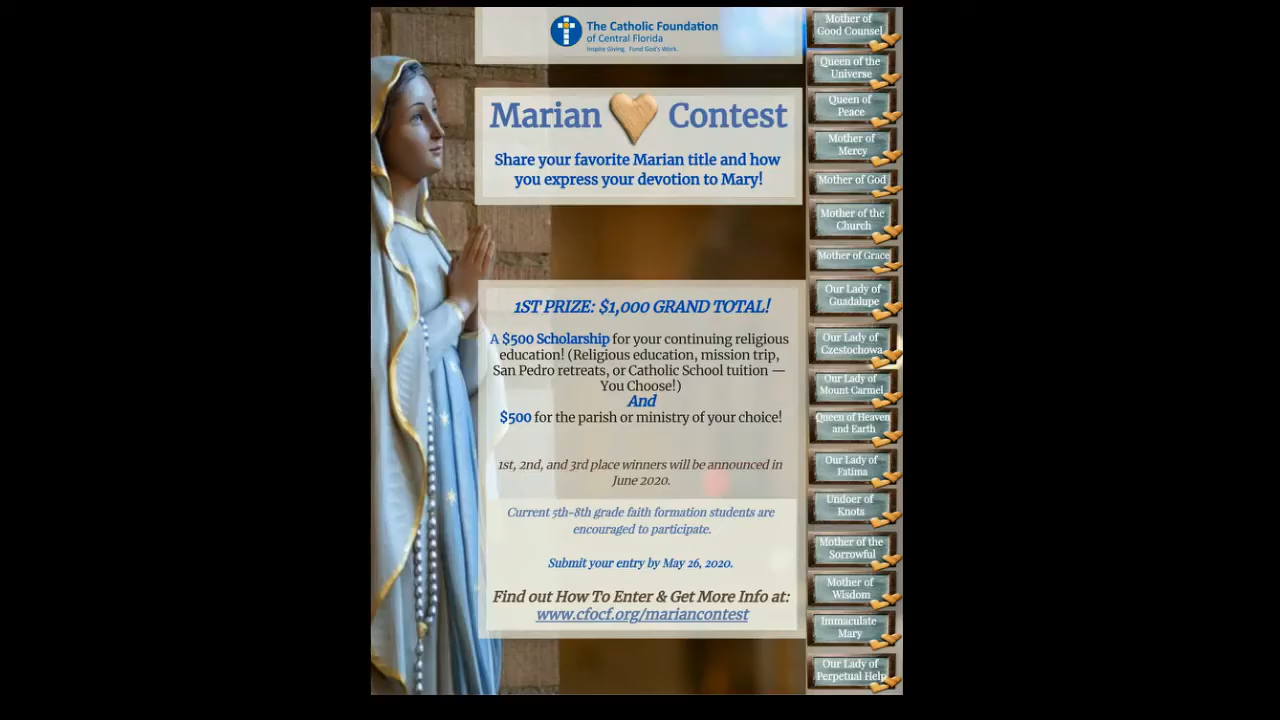 The Catholic Foundation
of Central Florida
Inspire Giving. Fund God's Work.
Marian Contest
Share your favorite Marian title and how
you express your devotion to Mary!
1ST PRIZE: $1,000 GRAND TOTAL!
A $500 Scholarship for your continuing religious
education! (Religious education, mission trip,
San Pedro retreats, or Catholic School tuition —
You Choose!)
And
$500 for the parish or ministry of your choice!
1st, 2nd, and 3rd place winners will be announced in
June 2020.
Current 5th-8th grade faith formation students are
encouraged to participate.
Submit your entry by May 26, 2020.
Find out How To Enter & Get More Info at:
www.cfocf.org/mariancontest
Mother of
Good Counsel
Queen of the
Universe
Queen of
Peace
Mother of
Mercy
Mother of God
Mother of the
Church
Mother of Grace
Our Lady of
Guadalupe
Our Lady of
Czestochowa
Our Lady of
Mount Carmel
Queen of Heaven
and Earth
Our Lady of
Fatima
Undoer of
Knots
Mother of the
Sorrowful
Mother of
Wisdom
Immaculate
Mary
Our Lady of
Perpetual Help